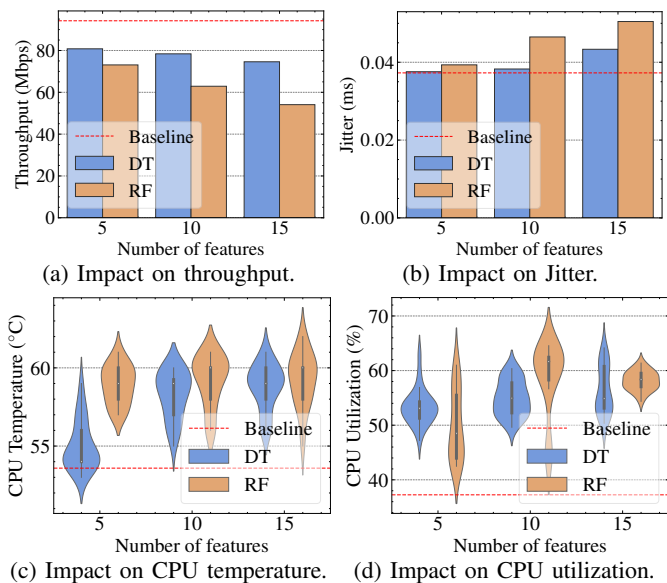 Throughput (Mbps)
80
60
40
20
0
Baseline
DT
RF
5
10
15
Number of features
(a) Impact on throughput.
Jitter (ms)
0.04
0.02
0.00
Baseline
DT
RF
5
10
15
Number of features
(b) Impact on Jitter.
CPU Temperature (°C)
60
55
Baseline
DT
RF
5
10
15
Number of features
(c) Impact on CPU temperature.
CPU Utilization (%)
70
60
50
40
Baseline
DT
RF
5
10
15
Number of features
(d) Impact on CPU utilization.